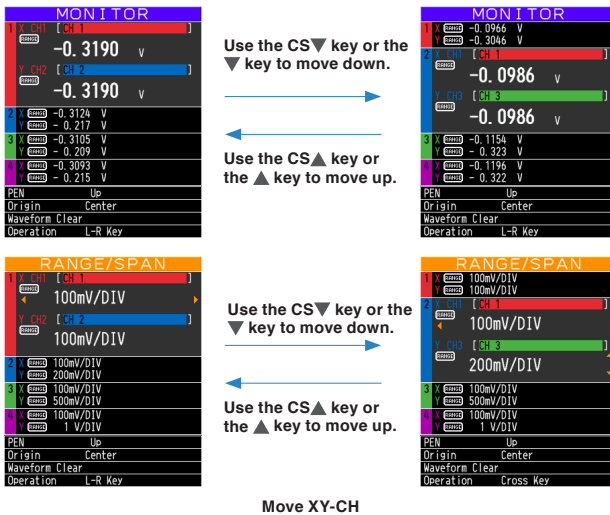 MONITOR
1 X CH1 [CH 1 ]
RANGE
-0.3190 V
Y CH2 [CH 2 ]
RANGE
-0.3190 V
2 X RANGE -0.3124 V
Y RANGE - 0.217 V
3 X RANGE -0.3105 V
Y RANGE - 0.209 V
4 X RANGE -0.3093 V
Y RANGE - 0.215 V
PEN Up
Origin Center
Waveform Clear
Operation L-R Key
Use the CS▼ key or the
▼ key to move down.
Use the CS▲ key or
the ▲ key to move up.
MONITOR
1 X RANGE -0.0966 V
Y RANGE -0.3046 V
2 X CH1 [CH 1 ]
RANGE
-0.0986 V
Y CH3 [CH 3 ]
RANGE
-0.0986 V
3 X RANGE -0.1154 V
Y RANGE - 0.323 V
4 X RANGE -0.1196 V
Y RANGE - 0.322 V
PEN Up
Origin Center
Waveform Clear
Operation L-R Key
RANGE/SPAN
1 X CH1 [CH 1 ]
RANGE
100mV/DIV
Y CH2 [CH 2 ]
RANGE
100mV/DIV
2 X RANGE 100mV/DIV
Y RANGE 200mV/DIV
3 X RANGE 100mV/DIV
Y RANGE 500mV/DIV
4 X RANGE 100mV/DIV
Y RANGE 1 V/DIV
PEN Up
Origin Center
Waveform Clear
Operation L-R Key
Use the CS▼ key or the
▼ key to move down.
Use the CS▲ key or
the ▲ key to move up.
RANGE/SPAN
1 X RANGE 100mV/DIV
Y RANGE 100mV/DIV
2 X CH1 [CH 1 ]
RANGE
100mV/DIV
Y CH3 [CH 3 ]
RANGE
200mV/DIV
3 X RANGE 100mV/DIV
Y RANGE 500mV/DIV
4 X RANGE 100mV/DIV
Y RANGE 1 V/DIV
PEN Up
Origin Center
Waveform Clear
Operation Cross Key
Move XY-CH